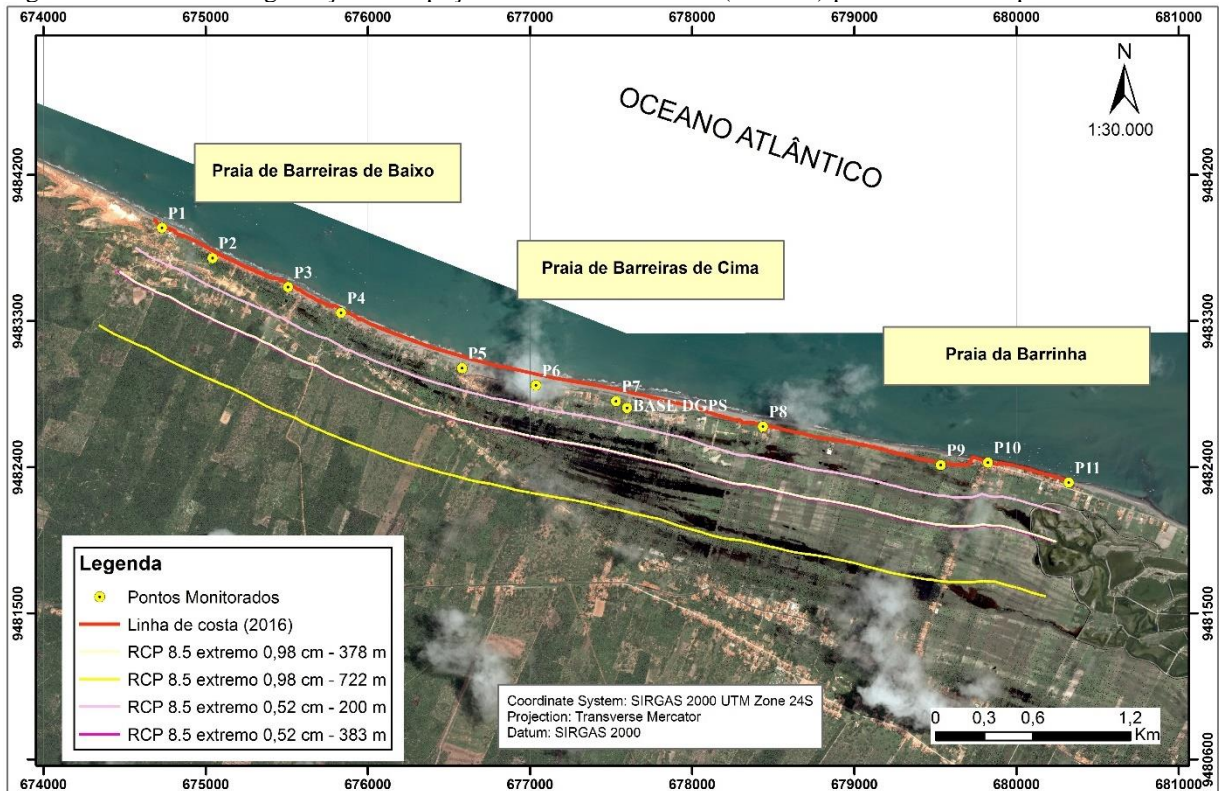 674000 675000 676000 677000 678000 679000 680000 681000
N
1:30.000
OCEANO ATLÂNTICO
9484200
9484200
Praia de Barreiras de Baixo
Praia de Barreiras de Cima
Praia da Barrinha
P1
P2
P3
P4
P5
P6
P7
BASE DGPS
P8
P9
P10
P11
9483300
9483300
9482400
9482400
9481500
9481500
9480600
Legenda
Pontos Monitorados
Linha de costa (2016)
RCP 8.5 extremo 0,98 cm - 378 m
RCP 8.5 extremo 0,98 cm - 722 m
RCP 8.5 extremo 0,52 cm - 200 m
RCP 8.5 extremo 0,52 cm - 383 m
Coordinate System: SIRGAS 2000 UTM Zone 24S
Projection: Transverse Mercator
Datum: SIRGAS 2000
0 0,3 0,6 1,2
Km
674000 675000 676000 677000 678000 679000 680000 681000